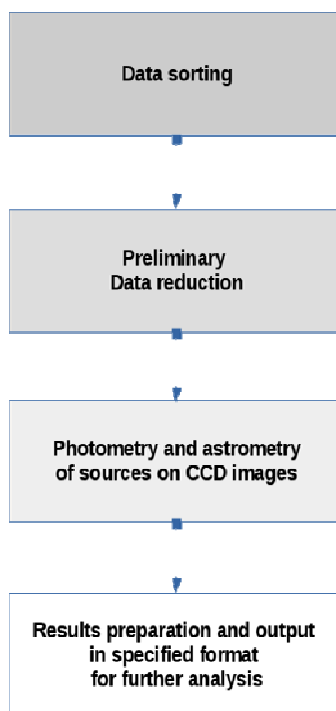 Data sorting
Preliminary
Data reduction
Photometry and astrometry
of sources on CCD images
Results preparation and output
in specified format
for further analysis